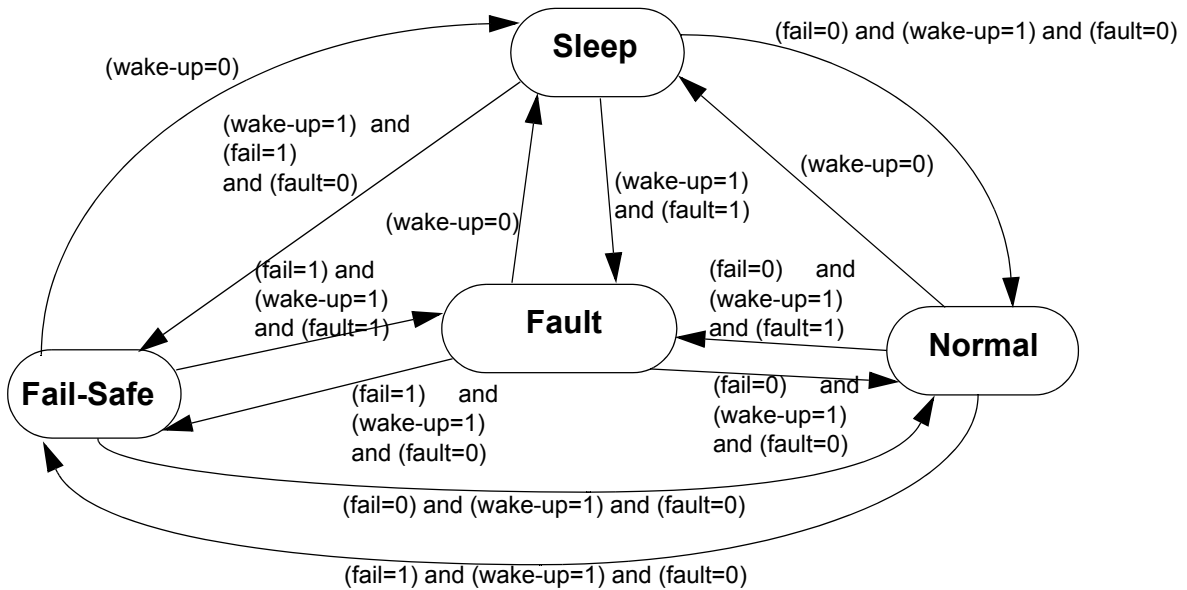 Sleep
(fail=0) and (wake-up=1) and (fault=0)
(wake-up=0)
(wake-up=1) and
(fail=1)
and (fault=0)
(wake-up=0)
(wake-up=1)
and (fault=1)
(wake-up=0)
(fail=1) and
(wake-up=1)
and (fault=1)
(fail=0) and
(wake-up=1)
and (fault=1)
Fault
Normal
Fail-Safe
(fail=1) and
(wake-up=1)
and (fault=0)
(fail=0) and
(wake-up=1)
and (fault=0)
(fail=0) and (wake-up=1) and (fault=0)
(fail=1) and (wake-up=1) and (fault=0)